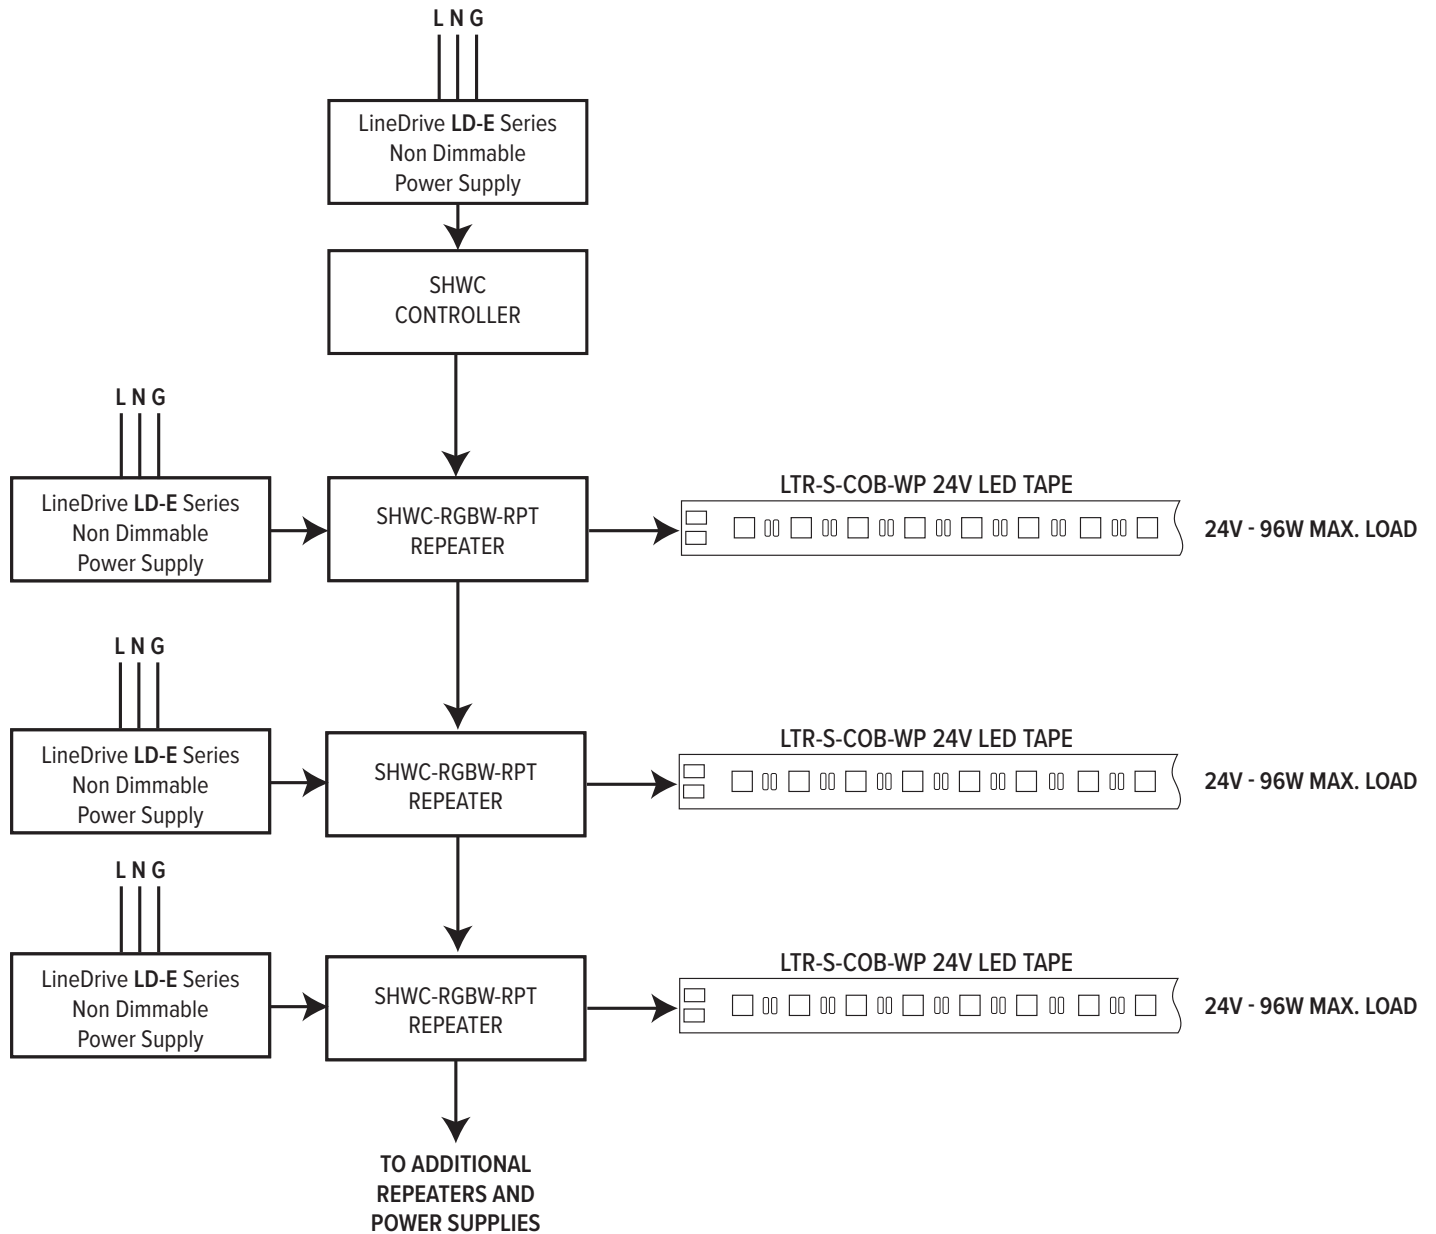 L N G
LineDrive LD-E Series
Non Dimmable
Power Supply
SHWC
CONTROLLER
L N G
LineDrive LD-E Series
Non Dimmable
Power Supply
SHWC-RGBW-RPT
REPEATER
LTR-S-COB-WP 24V LED TAPE
24V - 96W MAX. LOAD
L N G
LineDrive LD-E Series
Non Dimmable
Power Supply
SHWC-RGBW-RPT
REPEATER
LTR-S-COB-WP 24V LED TAPE
24V - 96W MAX. LOAD
L N G
LineDrive LD-E Series
Non Dimmable
Power Supply
SHWC-RGBW-RPT
REPEATER
LTR-S-COB-WP 24V LED TAPE
24V - 96W MAX. LOAD
TO ADDITIONAL
REPEATERS AND
POWER SUPPLIES